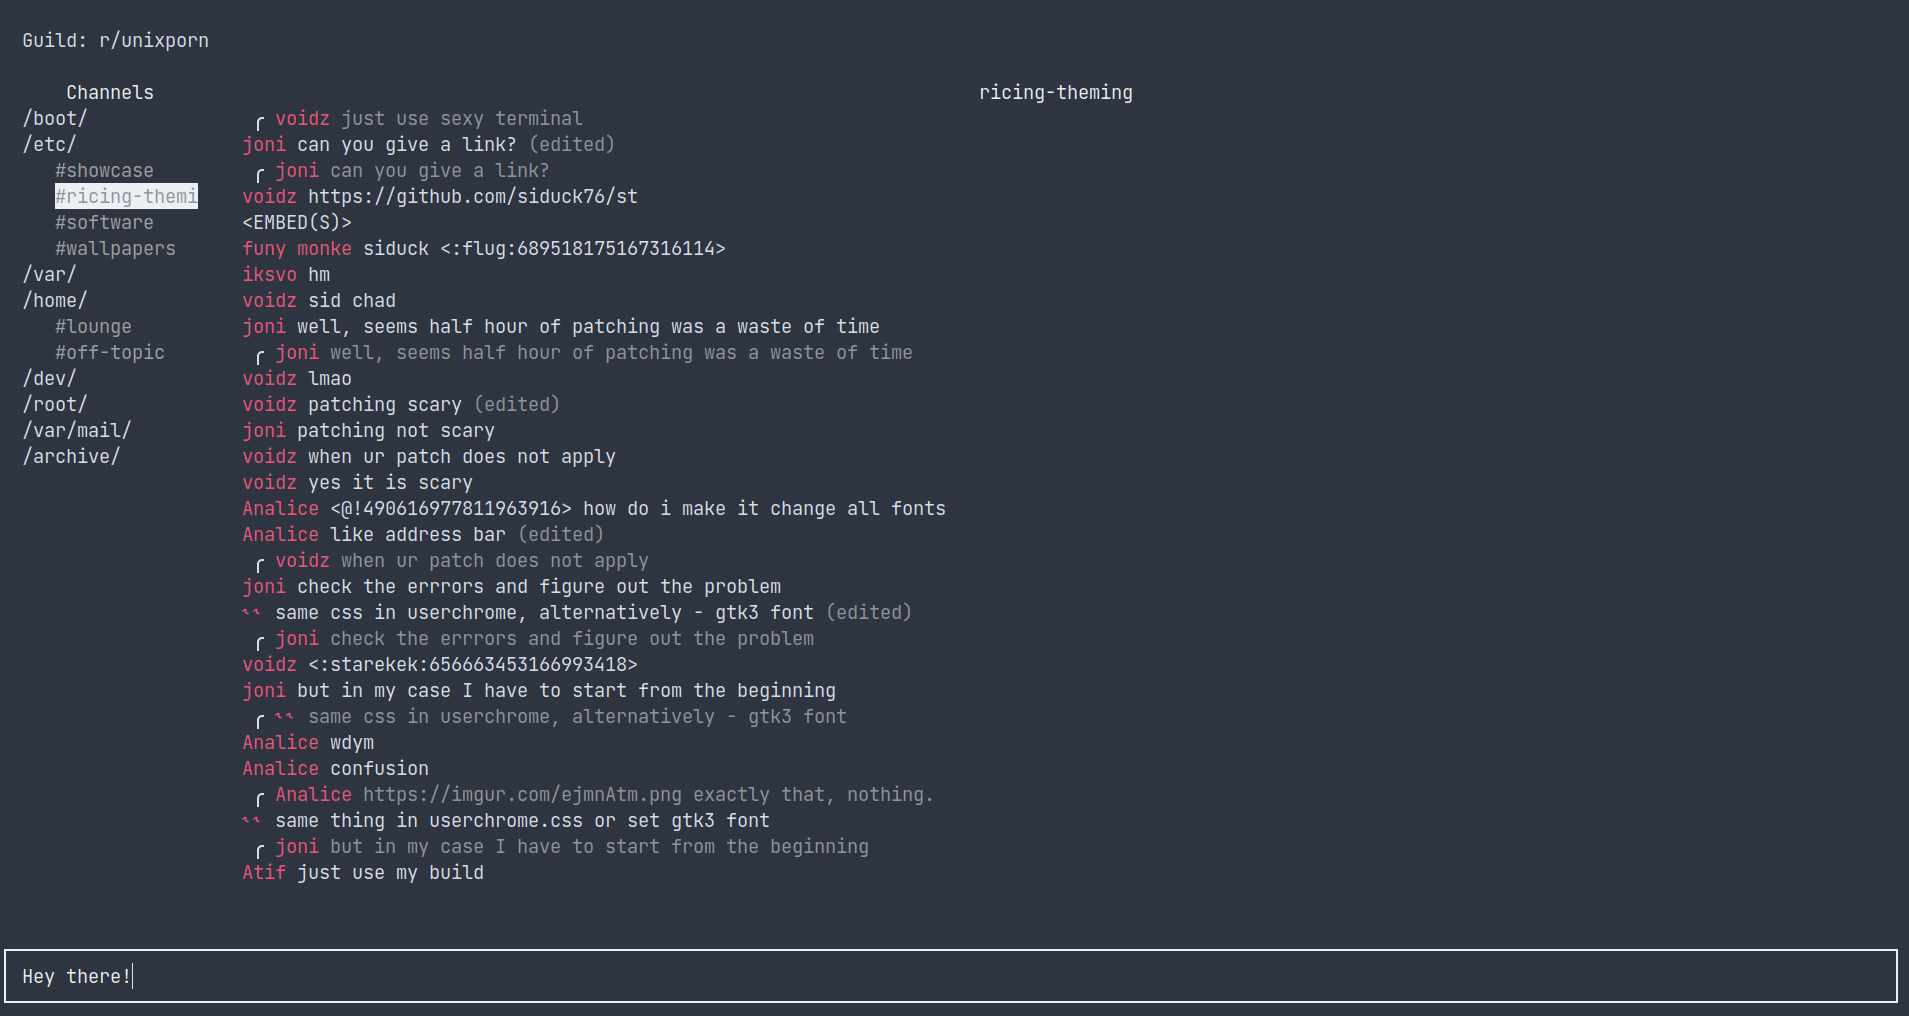 Guild: r/unixporn
Channels
/boot/
/etc/
#showcase
#ricing-themi
#software
#wallpapers
/var/
/home/
#lounge
#off-topic
/dev/
/root/
/var/mail/
/archive/
ricing-theming
╭ voidz just use sexy terminal
joni can you give a link? (edited)
╭ joni can you give a link?
voidz https://github.com/siduck76/st
<EMBED(S)>
funy monke siduck <:flug:689518175167316114>
iksvo hm
voidz sid chad
joni well, seems half hour of patching was a waste of time
╭ joni well, seems half hour of patching was a waste of time
voidz lmao
voidz patching scary (edited)
joni patching not scary
voidz when ur patch does not apply
voidz yes it is scary
Analice <@!490616977811963916> how do i make it change all fonts
Analice like address bar (edited)
╭ voidz when ur patch does not apply
joni check the errrors and figure out the problem
same css in userchrome, alternatively - gtk3 font (edited)
╭ joni check the errrors and figure out the problem
voidz <:starekek:656663453166993418>
joni but in my case I have to start from the beginning
╭ same css in userchrome, alternatively - gtk3 font
Analice wdym
Analice confusion
╭ Analice https://imgur.com/ejmnAtm.png exactly that, nothing.
same thing in userchrome.css or set gtk3 font
╭ joni but in my case I have to start from the beginning
Atif just use my build
Hey there!